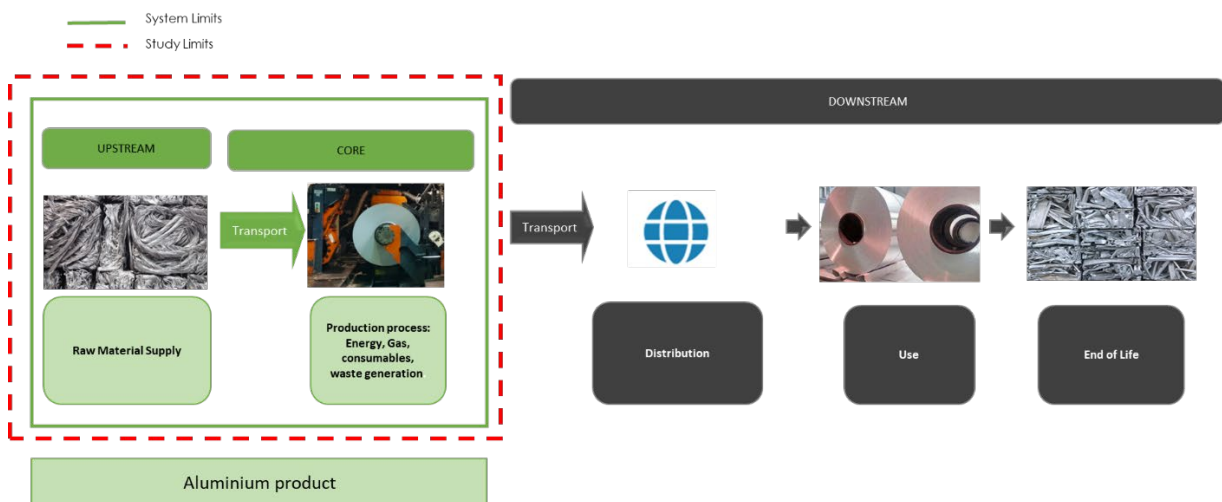 System Limits
Study Limits
DOWNSTREAM
UPSTREAM
CORE
Transport
Transport
Raw Material Supply
Production process:
Energy, Gas,
consumables,
waste generation.
Distribution
Use
End of Life
Aluminium product